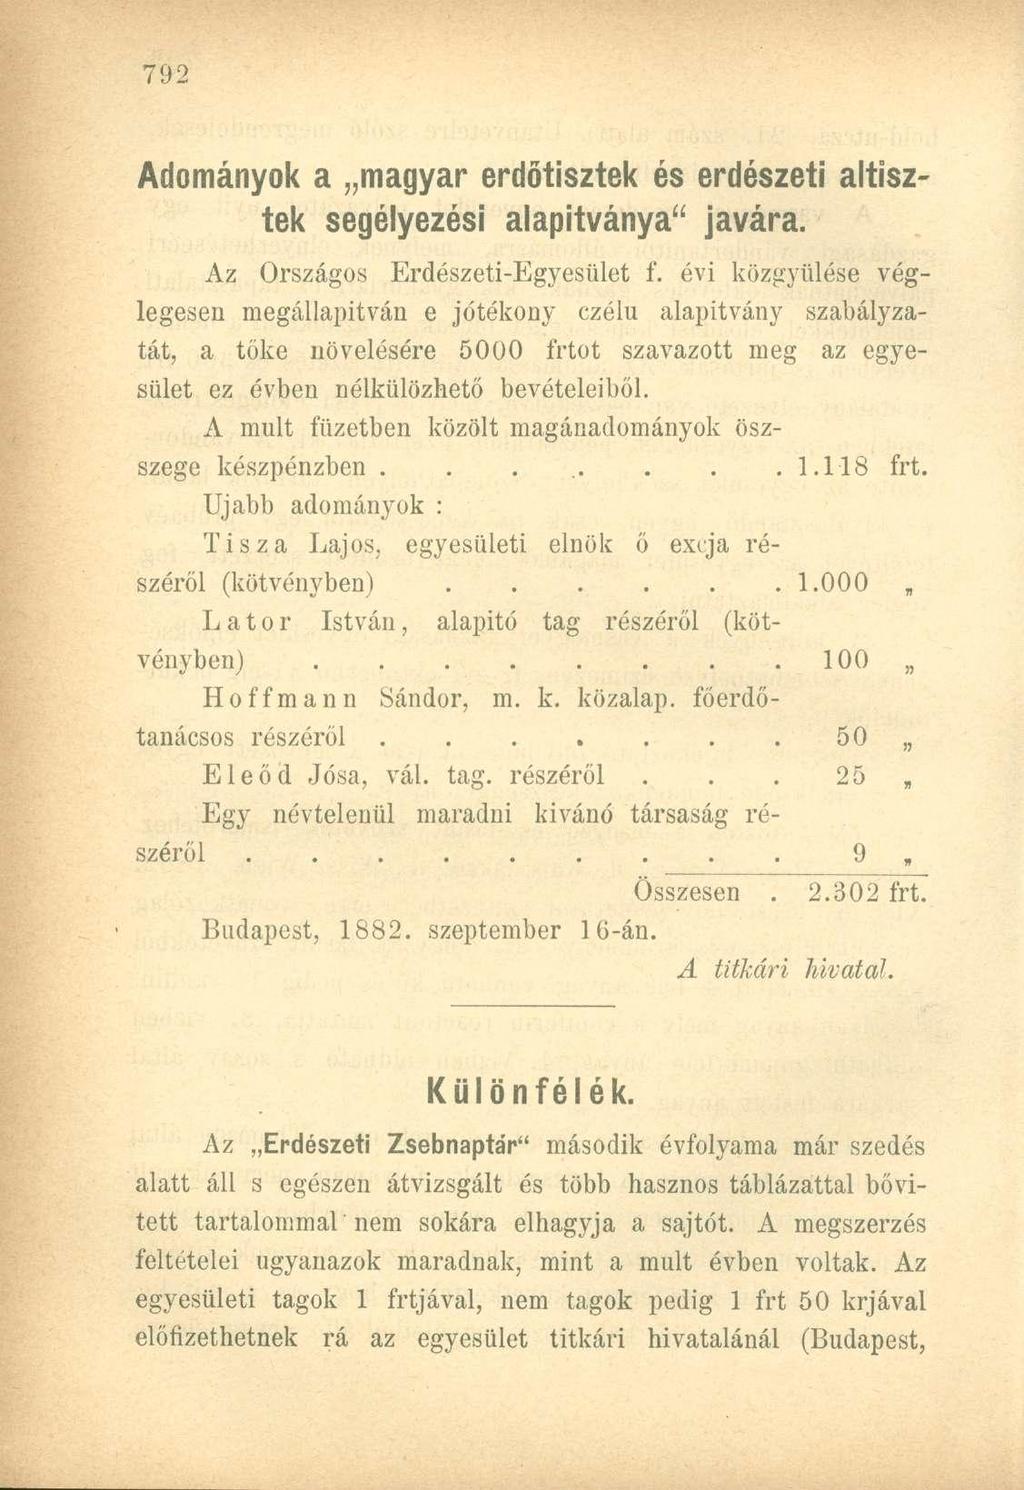 792
Adományok a „magyar erdőtisztek és erdészeti altisz-
tek segélyezési alapitványa“ javára.
Az Országos Erdészeti-Egyesület f. évi közgyülése vég-
legesen megállapitván e jótékony czélu alapitvány szabályza-
tát, a tőke növelésére 5000 frtot szavazott meg az egye-
sület ez évben nélkülözhető bevételeiből.
A mult füzetben közölt magánadományok ösz-
szege készpénzben . . . . . . . 1.118 frt.
Ujabb adományok :
Tisza Lajos, egyesületi elnök ő excja ré-
széről (kötvényben) . . . . . . 1.000 „
Lator István, alapitó tag részéről (köt-
vényben) . . . . . . . . 100 „
Hoffmann Sándor, m. k. közalap. főerdő-
tanácsos részéről . . . . . . . 50 „
Eleőd Jósa, vál. tag. részéről . . . 25 „
Egy névtelenül maradni kivánó társaság ré-
széről . . . . . . . . . 9 „
Összesen . 2.302 frt.
Budapest, 1882. szeptember 16-án.
A titkári hivatal.
Különfélék.
Az „Erdészeti Zsebnaptár“ második évfolyama már szedés
alatt áll s egészen átvizsgált és több hasznos táblázattal bővi-
tett tartalommal nem sokára elhagyja a sajtót. A megszerzés
feltételei ugyanazok maradnak, mint a mult évben voltak. Az
egyesületi tagok 1 frtjával, nem tagok pedig 1 frt 50 krjával
előfizethetnek rá az egyesület titkári hivatalánál (Budapest,